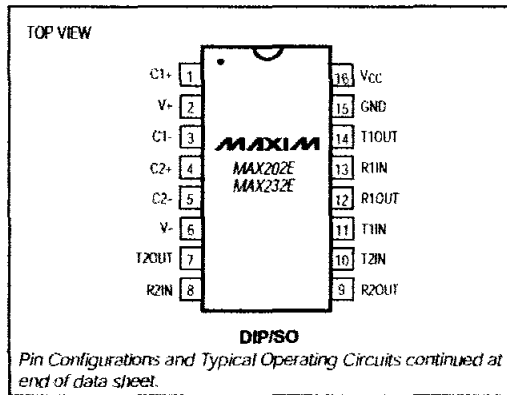 TOP VIEW
C1+ 1
V+ 2
C1- 3
C2+ 4
C2- 5
V- 6
T2OUT 7
R2IN 8
MAXIM
MAX202E
MAX232E
16 VCC
15 GND
14 T1OUT
13 R1IN
12 R1OUT
11 T1IN
10 T2IN
9 R2OUT
DIP/SO
Pin Configurations and Typical Operating Circuits continued at
end of data sheet.